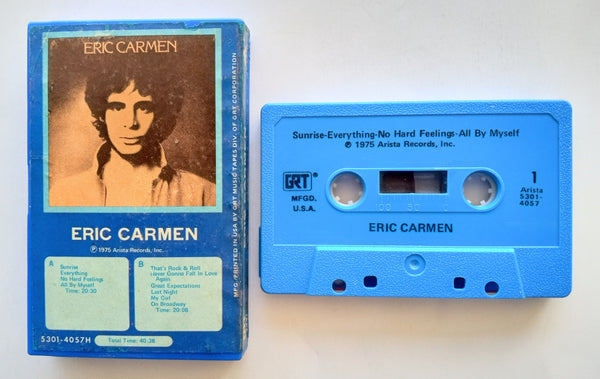 ERIC CARMEN
ERIC CARMEN
℗ 1975 Arista Records, Inc.
A
Sunrise
Everything
No Hard Feelings
All By Myself
Time: 20:30
B
That's Rock & Roll
Never Gonna Fall In Love
Again
Great Expectations
Last Night
My Girl
On Broadway
Time: 20:08
5301-4057H
Total Time: 40:38
MFG. PRINTED IN USA BY GRT MUSIC TAPES DIV. OF GRT CORPORATION
Sunrise-Everything-No Hard Feelings-All By Myself
℗ 1975 Arista Records, Inc.
GRT®
MFGD.
U.S.A.
100 50 0
1
Arista
5301-
4057
ERIC CARMEN